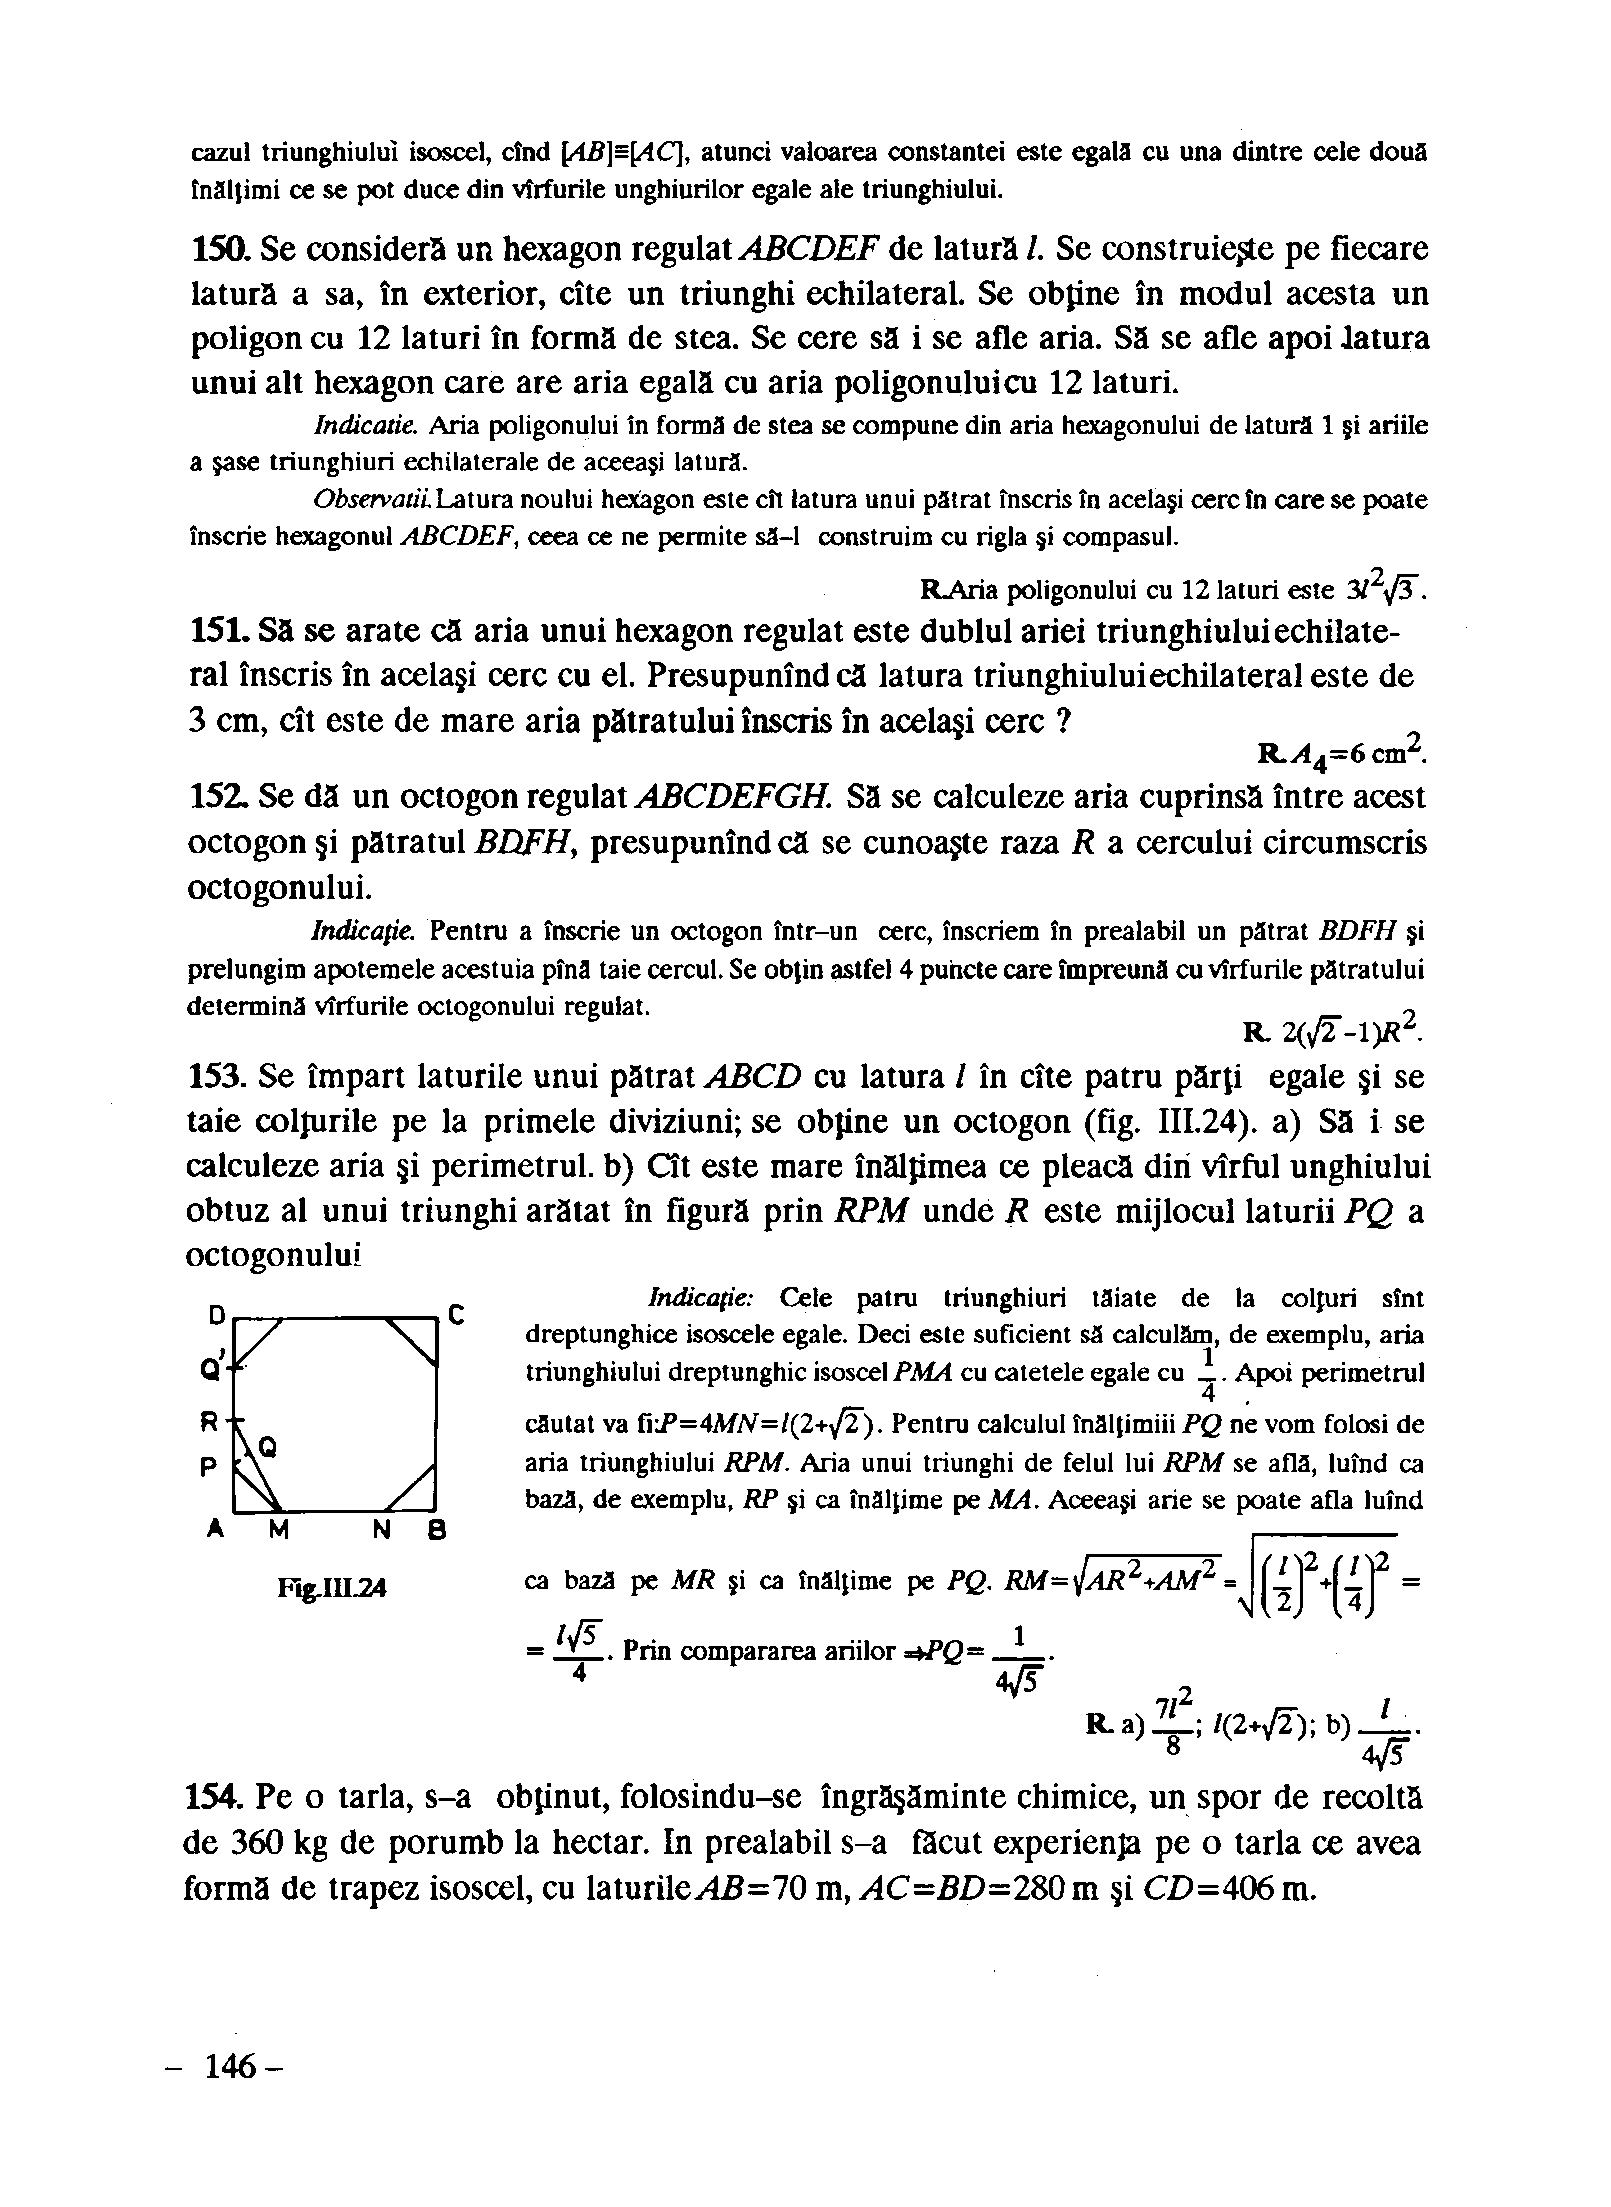 cazul triunghiului isoscel, cînd [AB]≡[AC], atunci valoarea constantei este egală cu una dintre cele două
înălţimi ce se pot duce din vîrfurile unghiurilor egale ale triunghiului.
150. Se consideră un hexagon regulat ABCDEF de latură l. Se construieşte pe fiecare
latură a sa, în exterior, cîte un triunghi echilateral. Se obţine în modul acesta un
poligon cu 12 laturi în formă de stea. Se cere să i se afle aria. Să se afle apoi latura
unui alt hexagon care are aria egală cu aria poligonului cu 12 laturi.
Indicatie. Aria poligonului în formă de stea se compune din aria hexagonului de latură 1 şi ariile
a şase triunghiuri echilaterale de aceeaşi latură.
Observatii. Latura noului hexagon este cît latura unui pătrat înscris în acelaşi cerc în care se poate
înscrie hexagonul ABCDEF, ceea ce ne permite să-l construim cu rigla şi compasul.
R. Aria poligonului cu 12 laturi este 3l²√3.
151. Să se arate că aria unui hexagon regulat este dublul ariei triunghiului echilate-
ral înscris în acelaşi cerc cu el. Presupunînd că latura triunghiului echilateral este de
3 cm, cît este de mare aria pătratului înscris în acelaşi cerc ?
R. A₄=6 cm².
152. Se dă un octogon regulat ABCDEFGH. Să se calculeze aria cuprinsă între acest
octogon şi pătratul BDFH, presupunînd că se cunoaşte raza R a cercului circumscris
octogonului.
Indicaţie. Pentru a înscrie un octogon într-un cerc, înscriem în prealabil un pătrat BDFH şi
prelungim apotemele acestuia pînă taie cercul. Se obţin astfel 4 puncte care împreună cu vîrfurile pătratului
determină vîrfurile octogonului regulat.
R. 2(√2-1)R².
153. Se împart laturile unui pătrat ABCD cu latura l în cîte patru părţi egale şi se
taie colţurile pe la primele diviziuni; se obţine un octogon (fig. III.24). a) Să i se
calculeze aria şi perimetrul. b) Cît este mare înălţimea ce pleacă din vîrful unghiului
obtuz al unui triunghi arătat în figură prin RPM unde R este mijlocul laturii PQ a
octogonului
D C
Q'
R
Q
P
A M N B
Fig.III.24
Indicaţie: Cele patru triunghiuri tăiate de la colţuri sînt
dreptunghice isoscele egale. Deci este suficient să calculăm, de exemplu, aria
triunghiului dreptunghic isoscel PMA cu catetele egale cu 1/4. Apoi perimetrul
căutat va fi:P=4MN=l(2+√2). Pentru calculul înălţimiii PQ ne vom folosi de
aria triunghiului RPM. Aria unui triunghi de felul lui RPM se află, luînd ca
bază, de exemplu, RP şi ca înălţime pe MA. Aceeaşi arie se poate afla luînd
ca bază pe MR şi ca înălţime pe PQ. RM=√(AR²+AM²) = √((l/2)²+(l/4)²) =
= l√5/4. Prin compararea ariilor ⇒PQ= 1/(4√5).
R. a) 7l²/8; l(2+√2); b) l/(4√5).
154. Pe o tarla, s-a obţinut, folosindu-se îngrăşăminte chimice, un spor de recoltă
de 360 kg de porumb la hectar. In prealabil s-a făcut experienţa pe o tarla ce avea
formă de trapez isoscel, cu laturile AB=70 m, AC=BD=280 m şi CD=406 m.
- 146 -